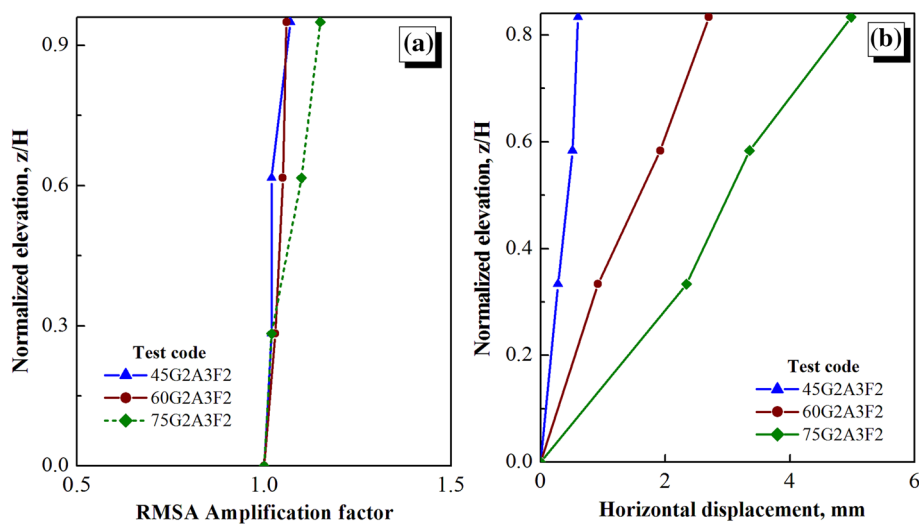 (a)
Normalized elevation, z/H
0.9
0.6
0.3
0.0
Test code
45G2A3F2
60G2A3F2
75G2A3F2
0.5
1.0
1.5
RMSA Amplification factor
(b)
Normalized elevation, z/H
0.8
0.6
0.4
0.2
0.0
Test code
45G2A3F2
60G2A3F2
75G2A3F2
0
2
4
6
Horizontal displacement, mm